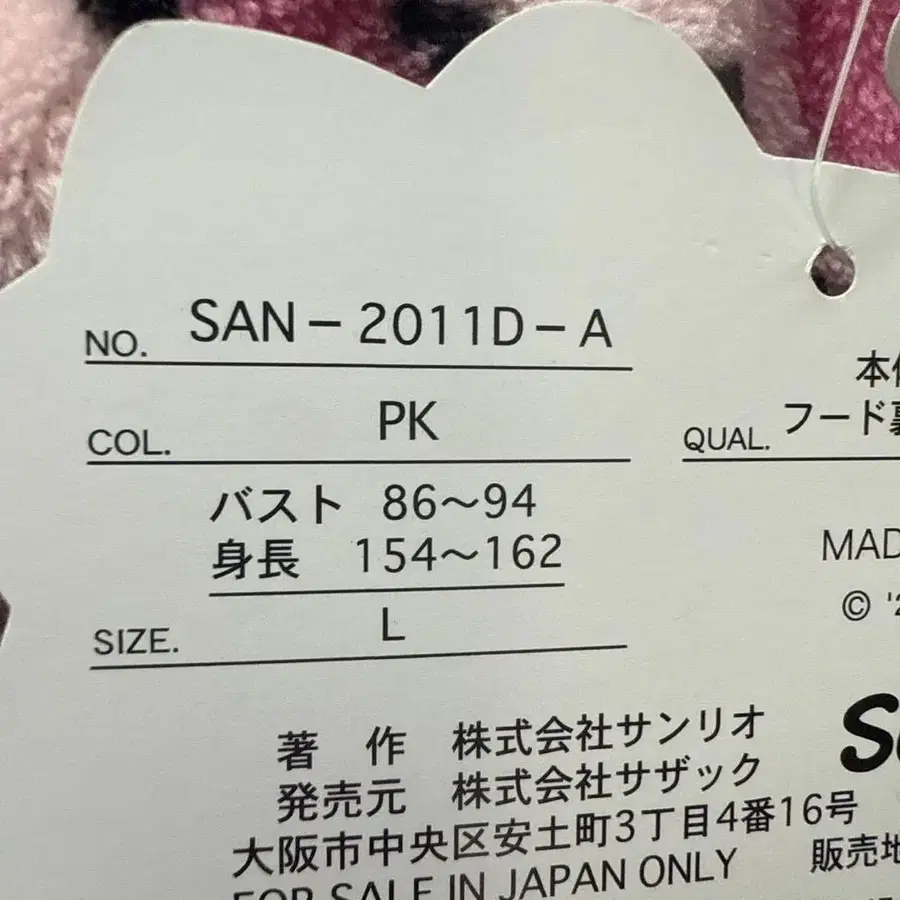 NO. SAN-2011D-A
COL. PK
バスト 86~94
身長 154~162
SIZE. L
QUAL. フード
著 作 株式会社サンリオ
発売元 株式会社サザック
大阪市中央区安土町3丁目4番16号
FOR SALE IN JAPAN ONLY
販売
©